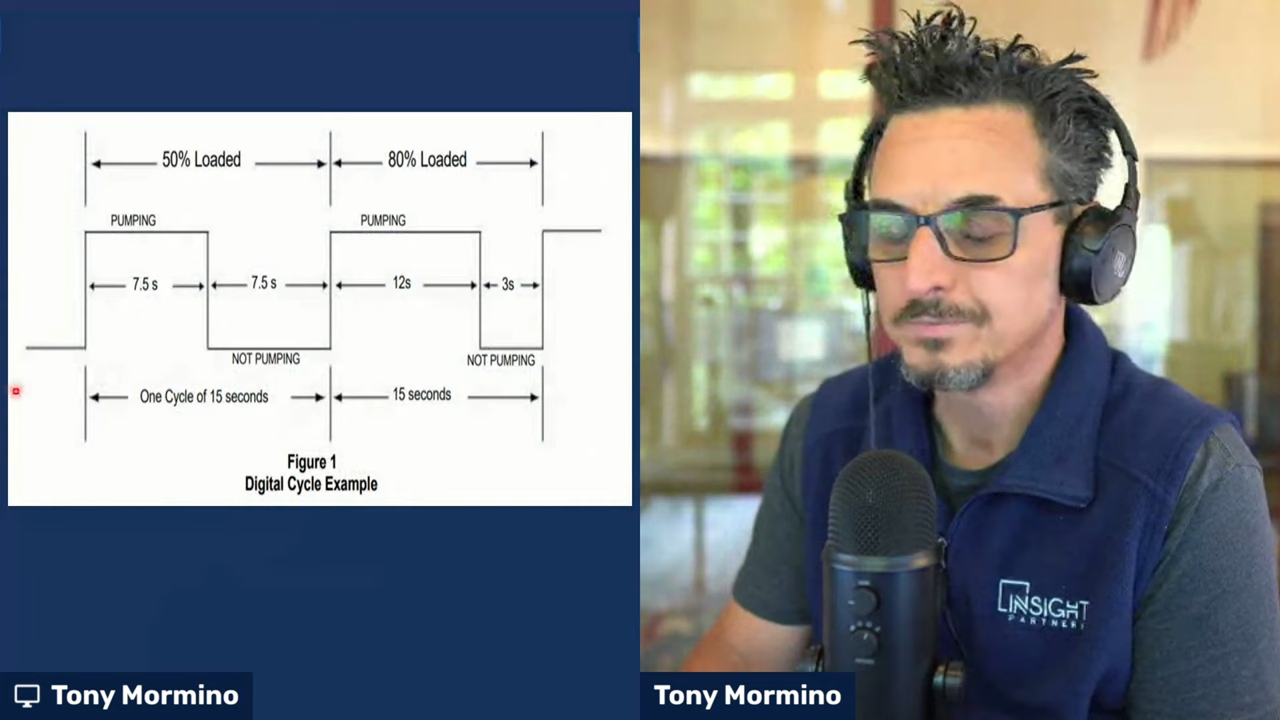 50% Loaded
80% Loaded
PUMPING
PUMPING
7.5 s
7.5 s
12s
3s
NOT PUMPING
NOT PUMPING
One Cycle of 15 seconds
15 seconds
Figure 1
Digital Cycle Example
INSIGHT
PARTNERS
Tony Mormino
Tony Mormino